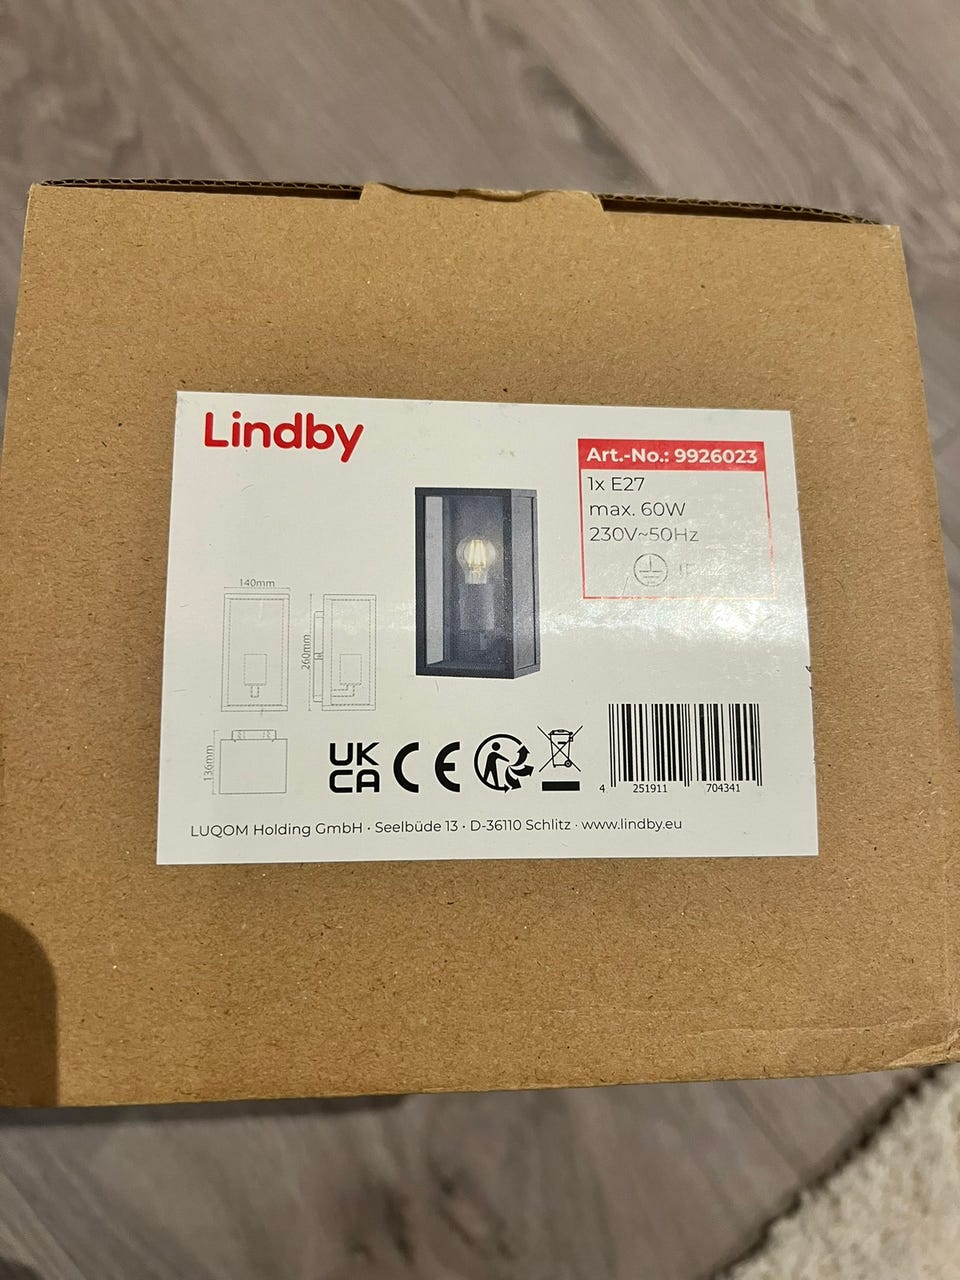 Lindby
Art.-No.: 9926023
1x E27
max. 60W
230V~50Hz
140mm
260mm
136mm
UK
CA
CE
4 251911 704341
LUQOM Holding GmbH · Seelbüde 13 · D-36110 Schlitz · www.lindby.eu